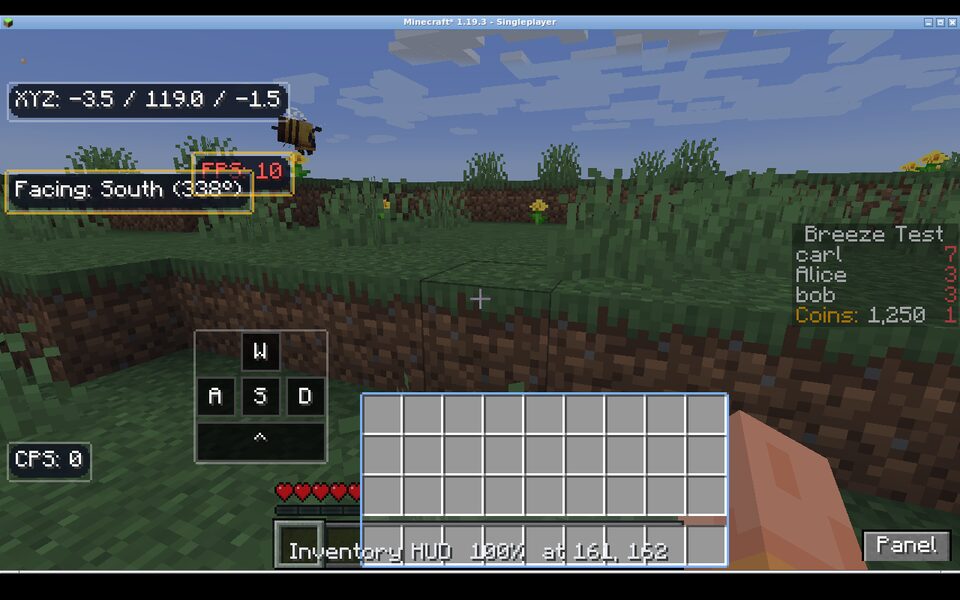 Minecraft* 1.19.3 - Singleplayer
XYZ: -3.5 / 119.0 / -1.5
FPS: 10
Facing: South (338°)
Breeze Test
carl 7
Alice 3
bob 3
Coins: 1,250 1
W
A S D
^
CPS: 0
Inventory HUD 100% at 161, 162
Panel